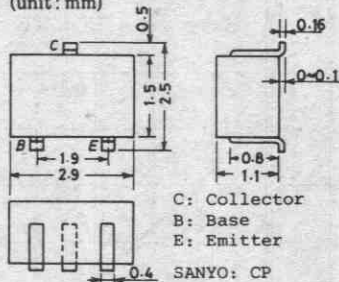 (unit: mm)
C
0.5
0.16
1.5
2.5
0~0.1
B
E
1.9
2.9
0.8
1.1
C: Collector
B: Base
E: Emitter
0.4
SANYO: CP